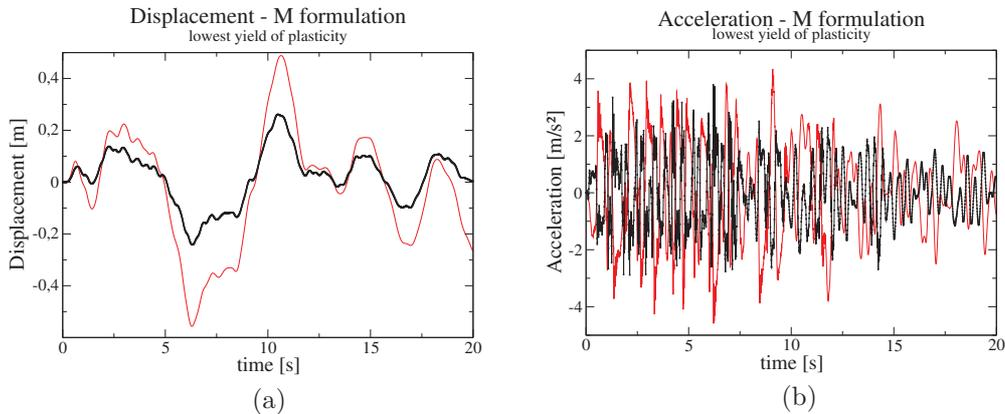 Displacement - M formulation
lowest yield of plasticity
0,4
0,2
0
-0,2
-0,4
Displacement [m]
0
5
10
15
20
time [s]
(a)
Acceleration - M formulation
lowest yield of plasticity
4
2
0
-2
-4
Acceleration [m/s²]
0
5
10
15
20
time [s]
(b)